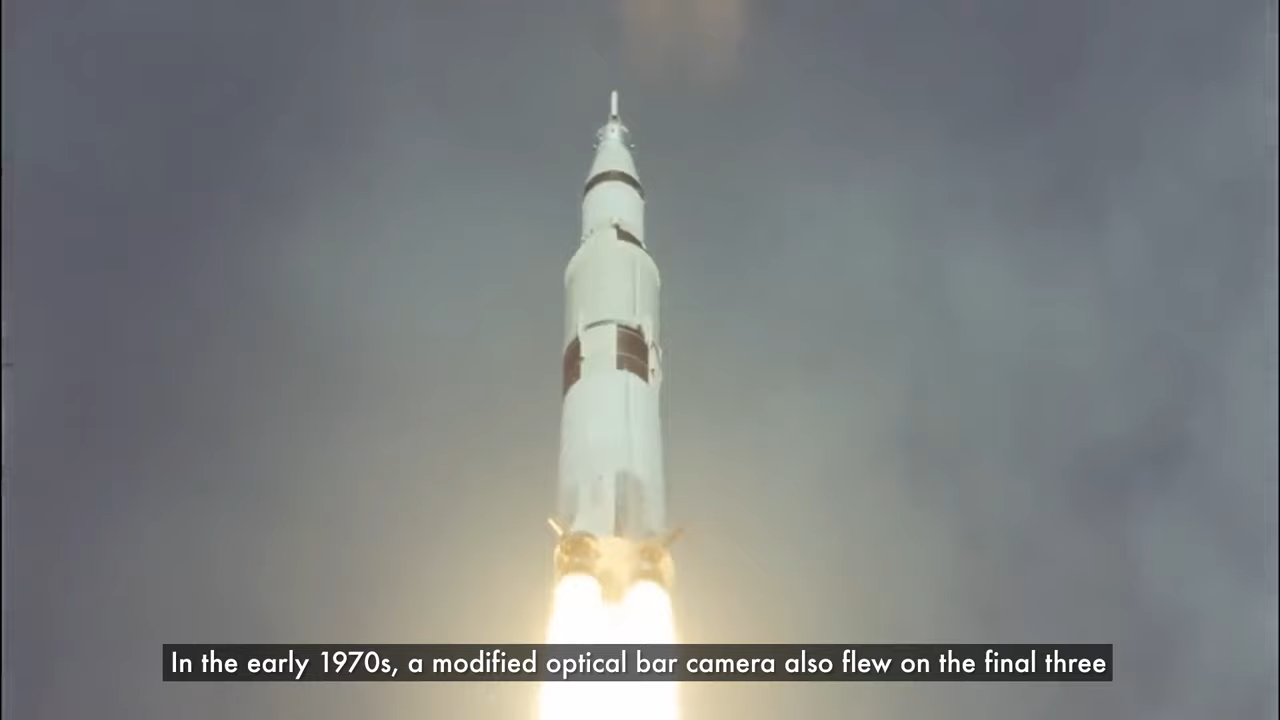 In the early 1970s, a modified optical bar camera also flew on the final three